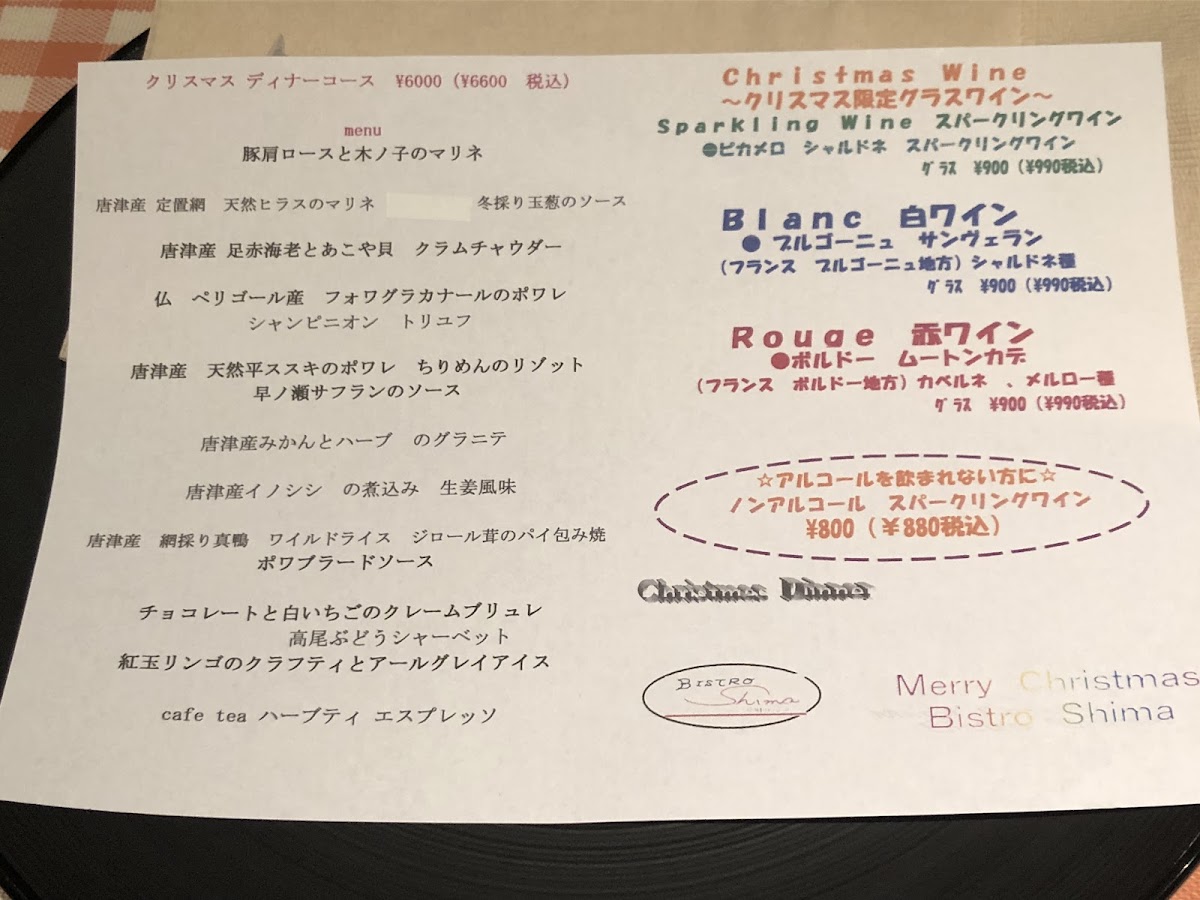 クリスマス ディナーコース ¥6000 (¥6600 税込)
menu
豚肩ロースと木ノ子のマリネ
唐津産 定置網 天然ヒラスのマリネ 冬採り玉葱のソース
唐津産 足赤海老とあこや貝 クラムチャウダー
仏 ペリゴール産 フォワグラカナールのポワレ
シャンピニオン トリュフ
唐津産 天然平ススキのポワレ ちりめんのリゾット
早ノ瀬サフランのソース
唐津産みかんとハーブ のグラニテ
唐津産イノシシ の煮込み 生姜風味
唐津産 網採り真鴨 ワイルドライス ジロール茸のパイ包み焼
ポワブラードソース
チョコレートと白いちごのクレームブリュレ
高尾ぶどうシャーベット
紅玉リンゴのクラフティとアールグレイアイス
cafe tea ハーブティ エスプレッソ
Christmas Wine
～クリスマス限定グラスワイン～
Sparkling Wine スパークリングワイン
●ピカメロ シャルドネ スパークリングワイン
グラス ¥900 (¥990税込)
Blanc 白ワイン
● ブルゴーニュ サンヴェラン
(フランス ブルゴーニュ地方) シャルドネ種
グラス ¥900 (¥990税込)
Rouge 赤ワイン
●ボルドー ムートンカデ
(フランス ボルドー地方) カベルネ 、メルロー種
グラス ¥900 (¥990税込)
☆アルコールを飲まれない方に☆
ノンアルコール スパークリングワイン
¥800 (￥880税込)
Christmas Dinner
BISTRO
Shima
Merry Christmas
Bistro Shima